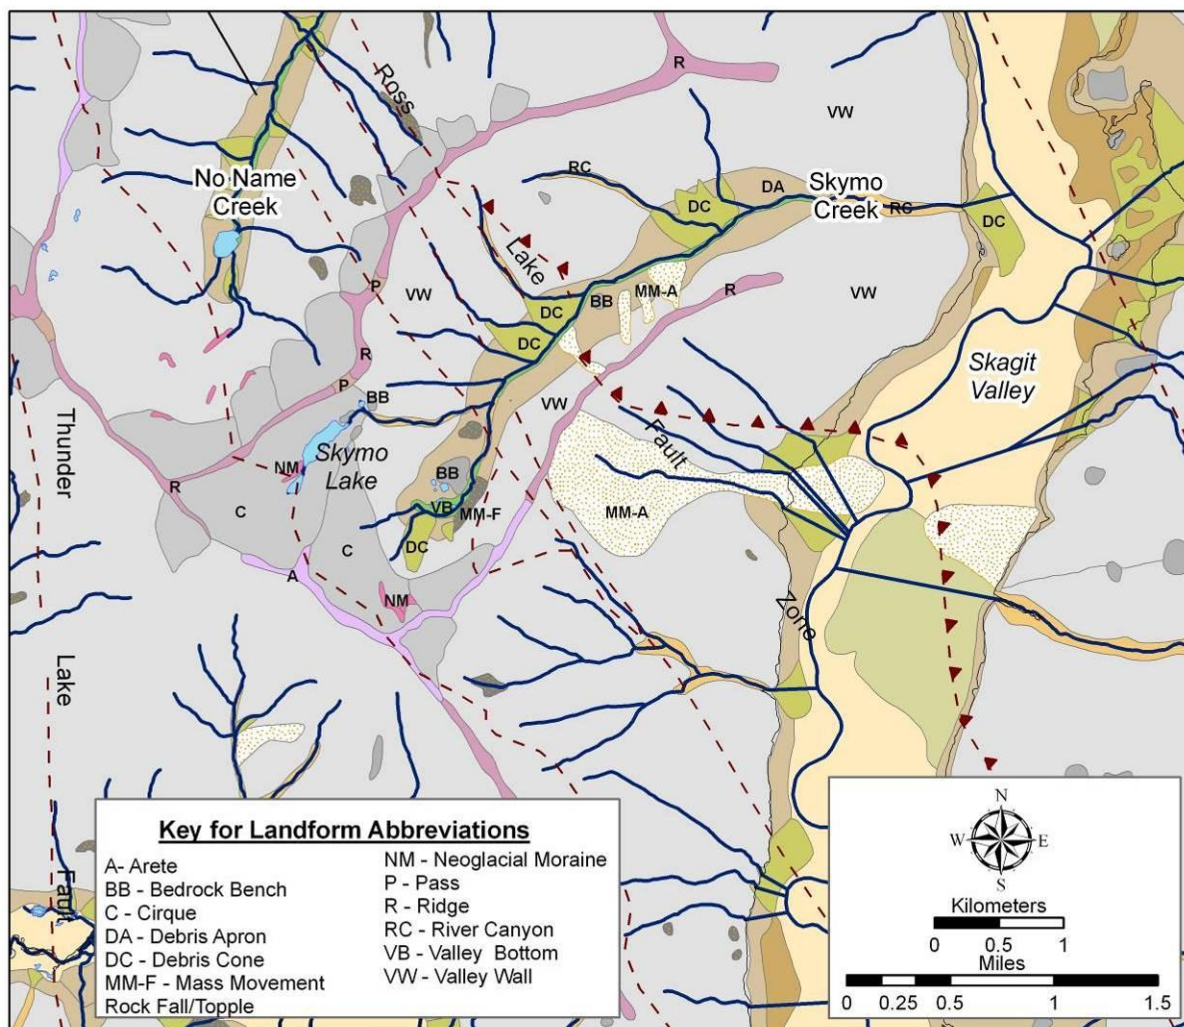 Ross
R
VW
No Name
Creek
RC
DA
Skymo
Creek
RC
DC
DC
Lake
P
VW
MM-A
R
VW
BB
DC
DC
R
P
BB
VW
Skagit
Valley
Thunder
Fault
Skymo
Lake
NM
R
BB
C
VB
MM-F
MM-A
C
DC
A
NM
Zone
Lake
Fault
Key for Landform Abbreviations
A- Arete
BB - Bedrock Bench
C - Cirque
DA - Debris Apron
DC - Debris Cone
MM-F - Mass Movement
Rock Fall/Topple
NM - Neoglacial Moraine
P - Pass
R - Ridge
RC - River Canyon
VB - Valley Bottom
VW - Valley Wall
N
W E
S
Kilometers
0 0.5 1
Miles
0 0.25 0.5 1 1.5